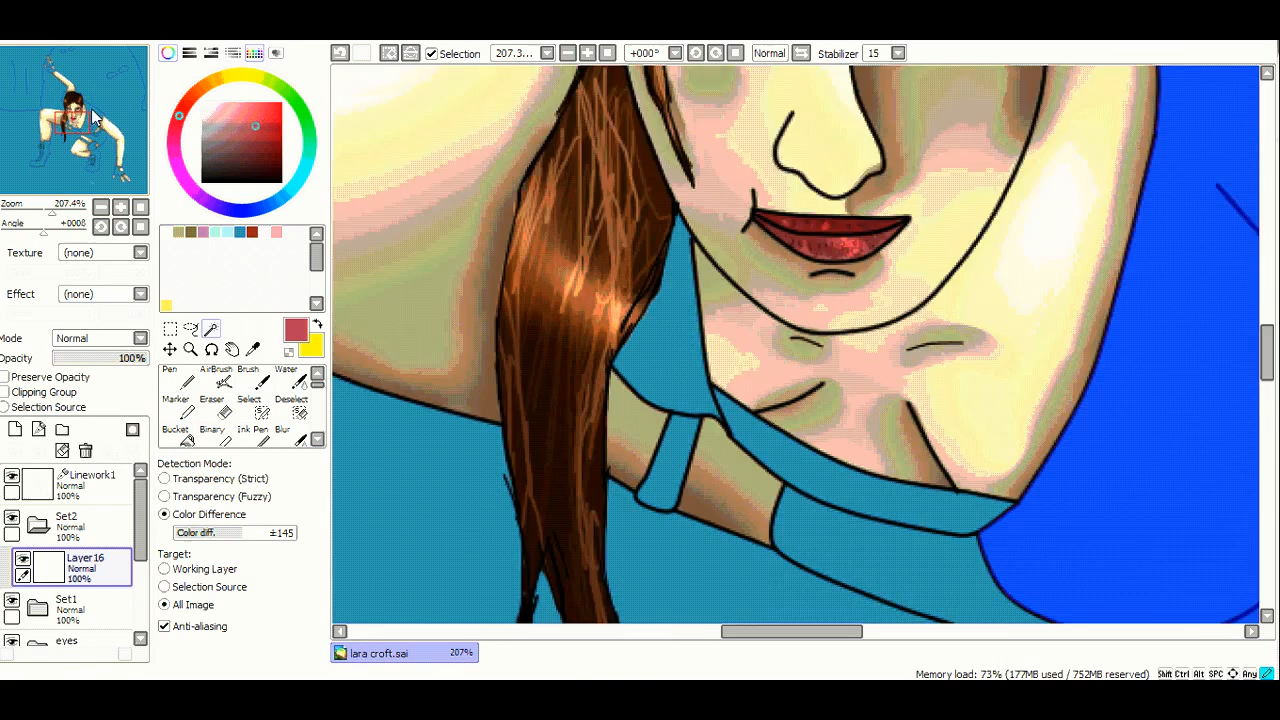 Selection
207.3...
+000°
Normal
Stabilizer 15
Zoom 207.4%
Angle +000ß
Texture (none)
Effect (none)
Mode Normal
Opacity 100%
Preserve Opacity
Clipping Group
Selection Source
Linework1
Normal
100%
Set2
Normal
100%
Layer16
Normal
100%
Set1
Normal
100%
eyes
Pen AirBrush Brush Water
Marker Eraser Select Deselect
Bucket Binary Ink Pen Blur
Detection Mode:
Transparency (Strict)
Transparency (Fuzzy)
Color Difference
Color diff. ±145
Target:
Working Layer
Selection Source
All Image
Anti-aliasing
lara croft.sai 207%
Memory load: 73% (177MB used / 752MB reserved) Shift Ctrl Alt SPC Any